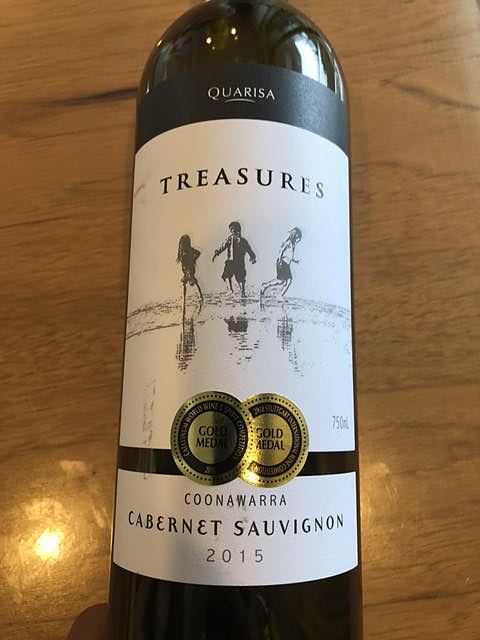 QUARISA
TREASURES
750mL
GOLD
MEDAL
GOLD
MEDAL
COONAWARRA
CABERNET SAUVIGNON
2015